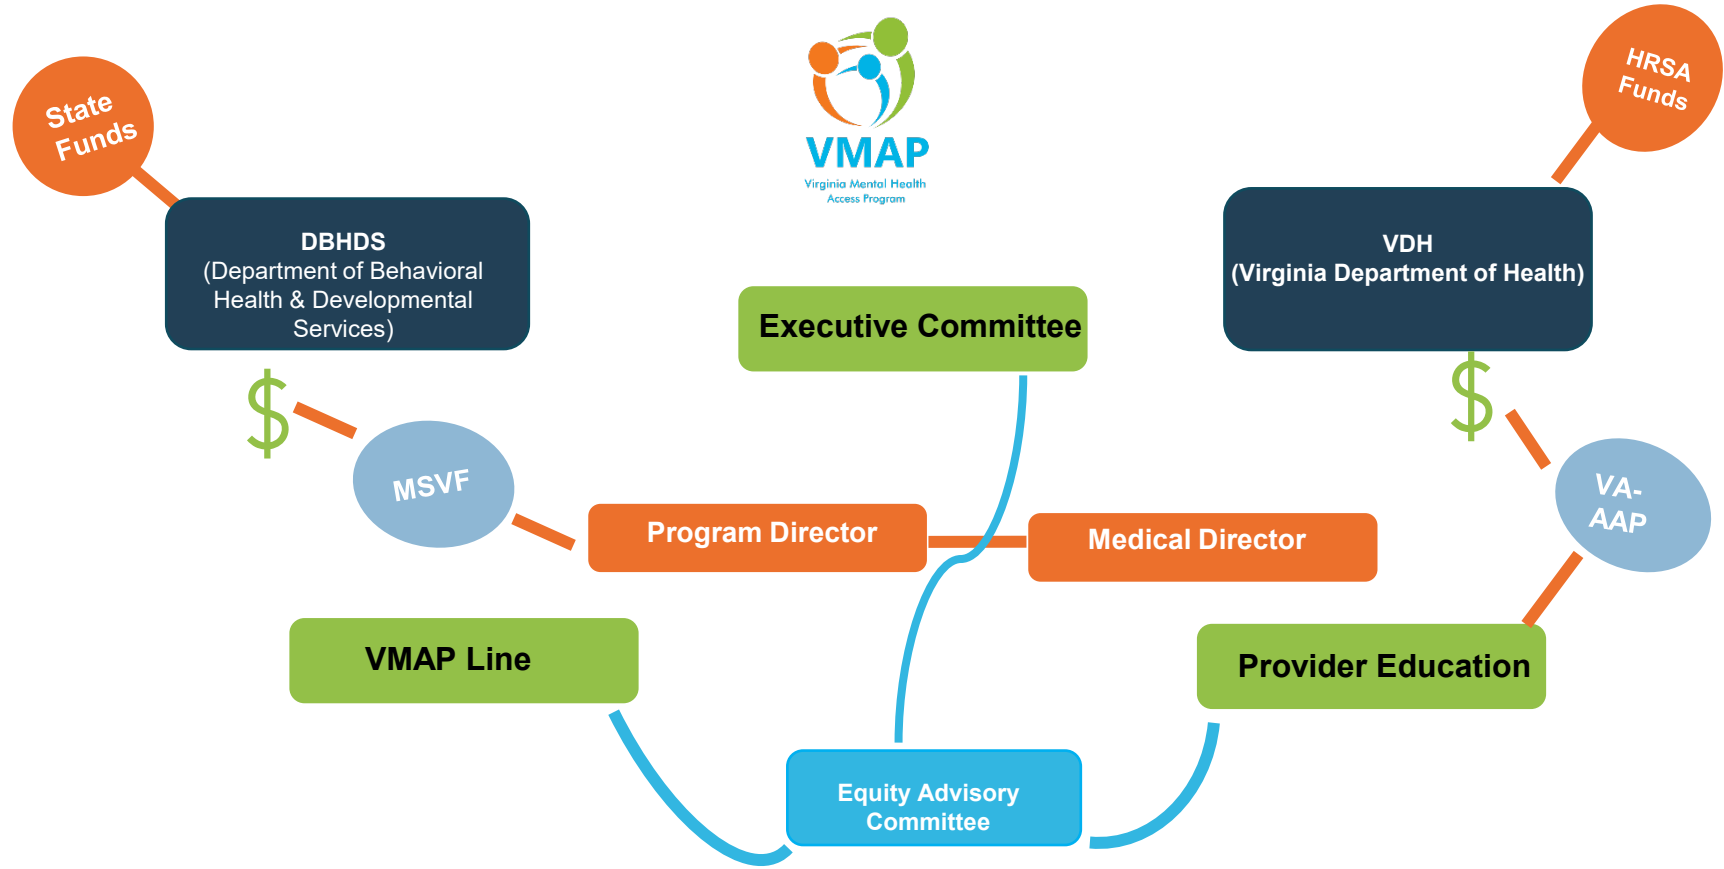 State
Funds
HRSA
Funds
VMAP
Virginia Mental Health
Access Program
DBHDS
(Department of Behavioral
Health & Developmental
Services)
VDH
(Virginia Department of Health)
Executive Committee
$
$
MSVF
VA-
AAP
Program Director
Medical Director
VMAP Line
Provider Education
Equity Advisory
Committee